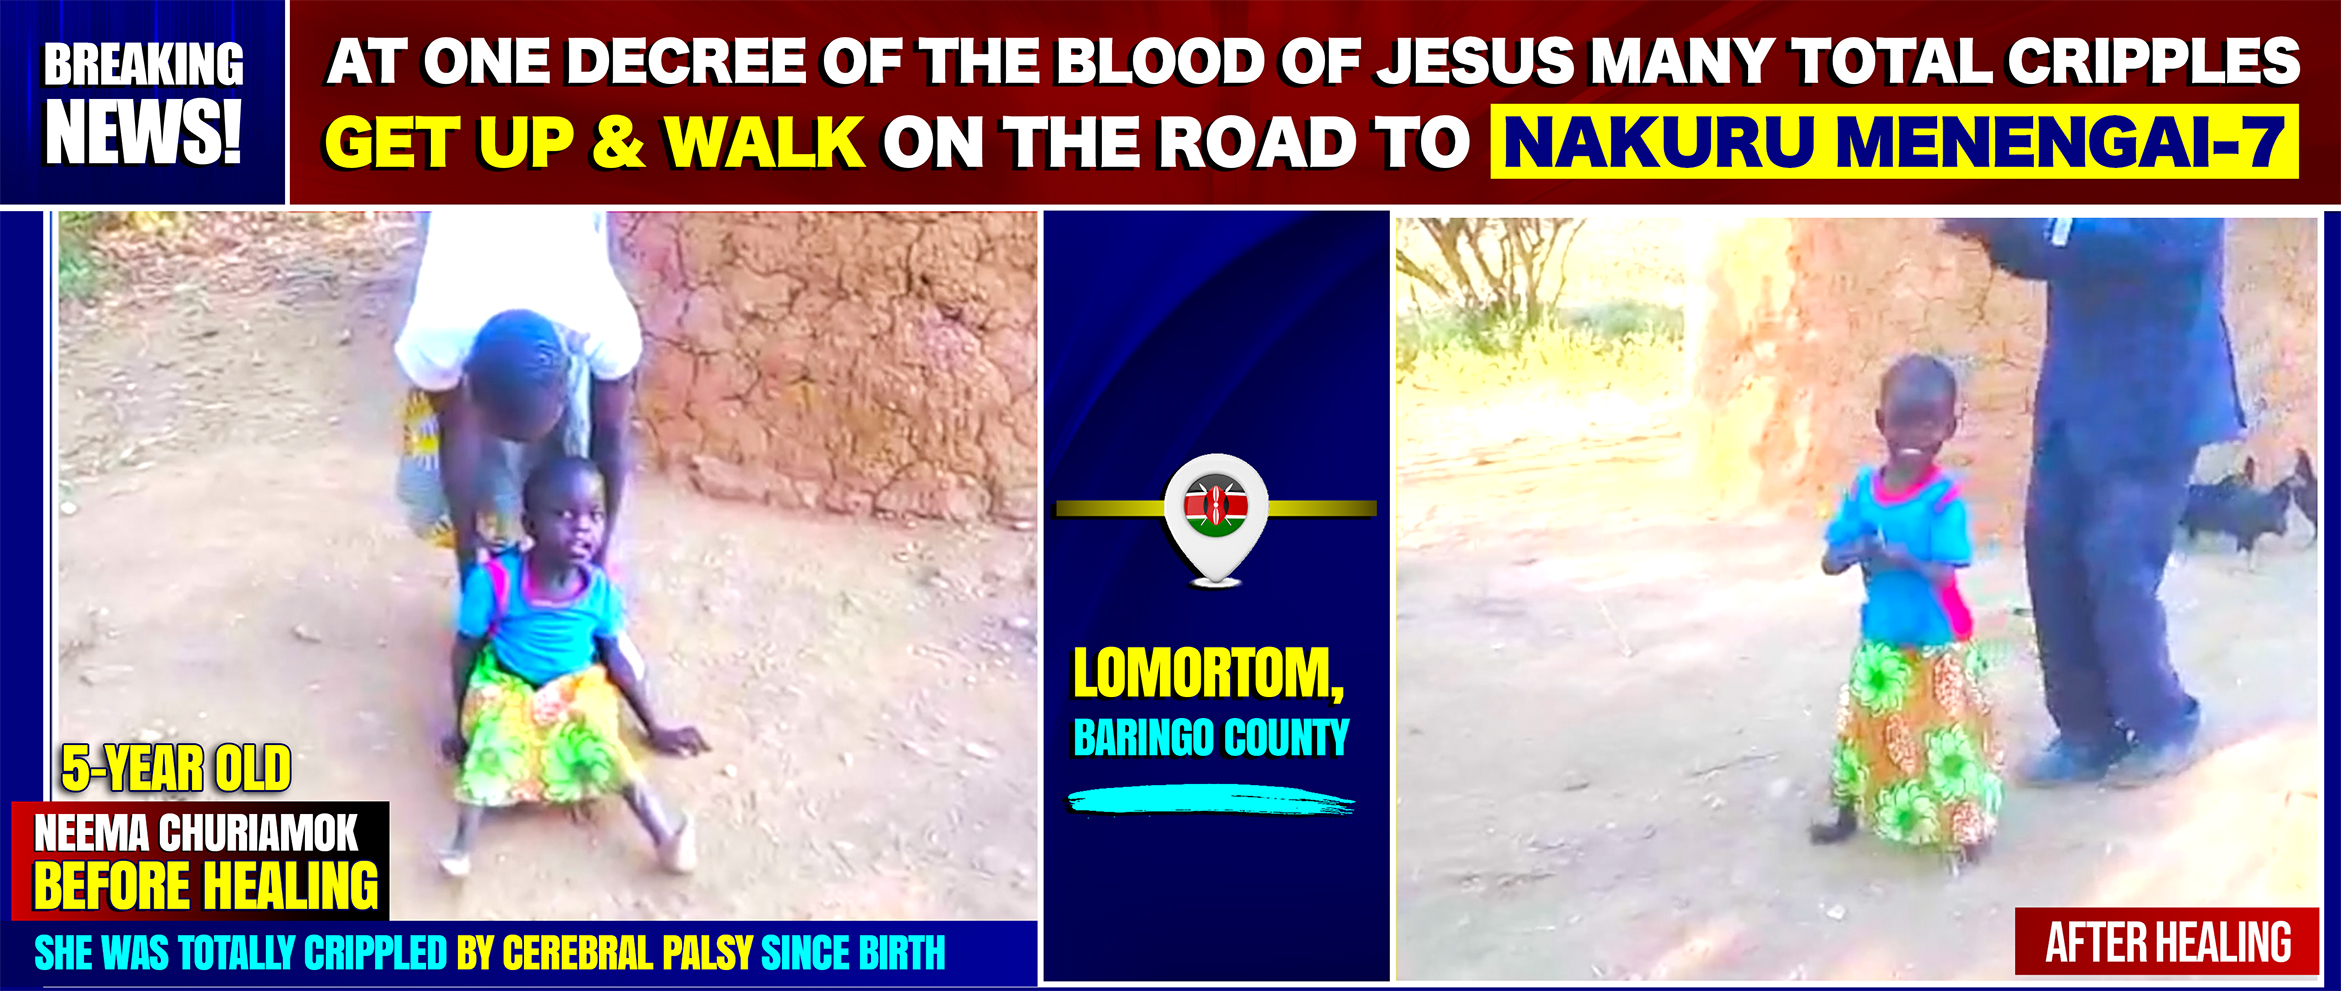 BREAKING
NEWS!
AT ONE DECREE OF THE BLOOD OF JESUS MANY TOTAL CRIPPLES
GET UP & WALK ON THE ROAD TO NAKURU MENENGAI-7
5-YEAR OLD
NEEMA CHURIAMOK
BEFORE HEALING
SHE WAS TOTALLY CRIPPLED BY CEREBRAL PALSY SINCE BIRTH
LOMORTOM,
BARINGO COUNTY
AFTER HEALING